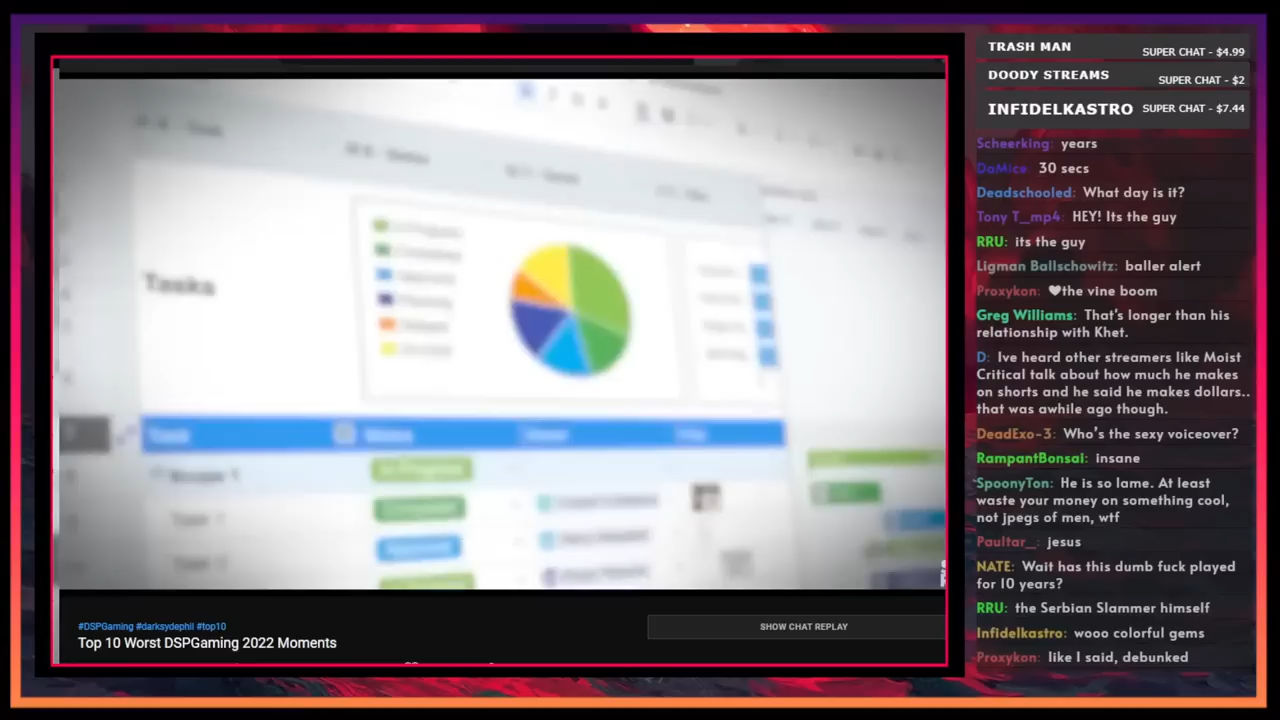 Tasks
#DSPGaming #darksydephil #top10
Top 10 Worst DSPGaming 2022 Moments
SHOW CHAT REPLAY
TRASH MAN SUPER CHAT - $4.99
DOODY STREAMS SUPER CHAT - $2
INFIDELKASTRO SUPER CHAT - $7.44
Scheerking: years
DaMice 30 secs
Deadschooled: What day is it?
Tony T_mp4: HEY! Its the guy
RRU: its the guy
Ligman Ballschowitz: baller alert
Proxykon: ♥the vine boom
Greg Williams: That's longer than his
relationship with Khet.
D: Ive heard other streamers like Moist
Critical talk about how much he makes
on shorts and he said he makes dollars..
that was awhile ago though.
DeadExo-3: Who's the sexy voiceover?
RampantBonsai: insane
SpoonyTon: He is so lame. At least
waste your money on something cool,
not jpegs of men, wtf
Paultar_: jesus
NATE: Wait has this dumb fuck played
for 10 years?
RRU: the Serbian Slammer himself
Infidelkastro: wooo colorful gems
Proxykon: like I said, debunked